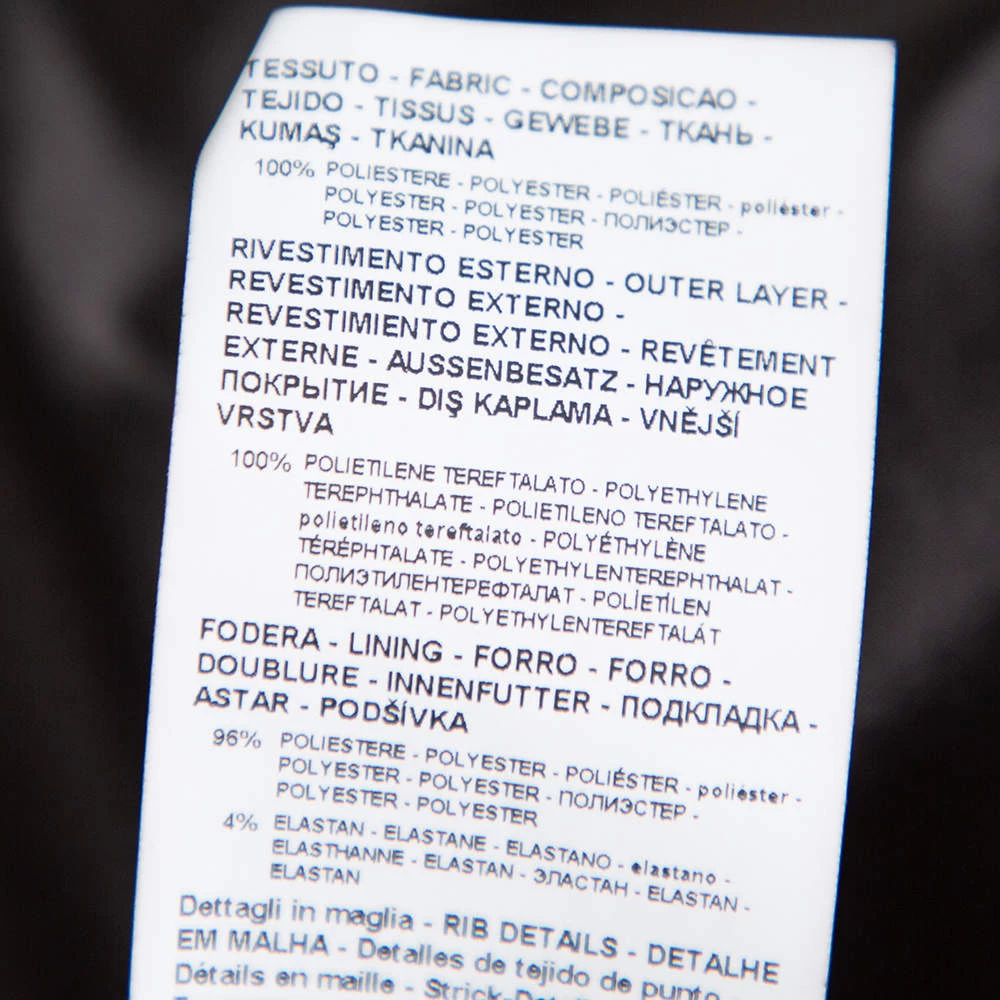 TESSUTO - FABRIC - COMPOSICAO -
TEJIDO - TISSUS - GEWEBE - ТКАНЬ -
KUMAŞ - TKANINA
100% POLIESTERE - POLYESTER - POLIÉSTER - poliéster -
POLYESTER - POLYESTER - ПОЛИЭСТЕР -
POLYESTER - POLYESTER
RIVESTIMENTO ESTERNO - OUTER LAYER -
REVESTIMENTO EXTERNO -
REVESTIMIENTO EXTERNO - REVÊTEMENT
EXTERNE - AUSSENBESATZ - НАРУЖНОЕ
ПОКРЫТИЕ - DIŞ KAPLAMA - VNĚJŠÍ
VRSTVA
100% POLIETILENE TEREFTALATO - POLYETHYLENE
TEREPHTHALATE - POLIETILENO TEREFTALATO -
polietileno tereftalato - POLYÉTHYLÈNE
TÉRÉPHTALATE - POLYETHYLENTEREPHTHALAT -
ПОЛИЭТИЛЕНТЕРЕФТАЛАТ - POLİETİLEN
TEREFTALAT - POLYETHYLENTEREFTALÁT
FODERA - LINING - FORRO - FORRO -
DOUBLURE - INNENFUTTER - ПОДКЛАДКА -
ASTAR - PODŠÍVKA
96% POLIESTERE - POLYESTER - POLIÉSTER - poliéster -
POLYESTER - POLYESTER - ПОЛИЭСТЕР -
POLYESTER - POLYESTER
4% ELASTAN - ELASTANE - ELASTANO - elastano -
ELASTHANNE - ELASTAN - ЭЛАСТАН - ELASTAN -
ELASTAN
Dettagli in maglia - RIB DETAILS - DETALHE
EM MALHA - Detalles de tejido de punto
Détails en maille -